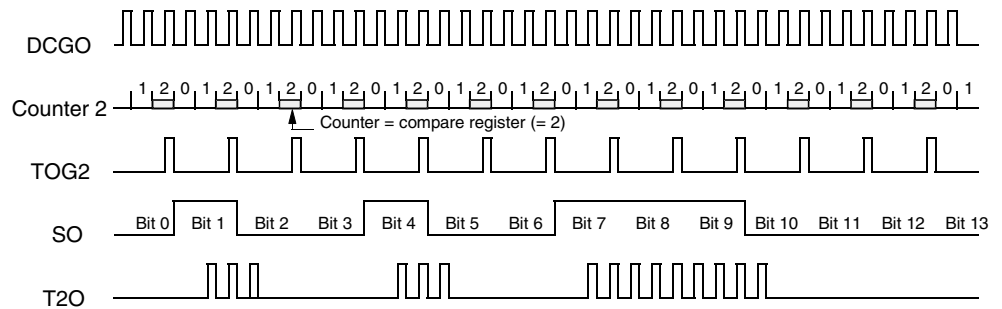 DCGO
Counter 2 1 2 0 1 2 0 1 2 0 1 2 0 1 2 0 1 2 0 1 2 0 1 2 0 1 2 0 1 2 0 1 2 0 1 2 0 1 2 0 1
Counter = compare register (= 2)
TOG2
SO Bit 0 Bit 1 Bit 2 Bit 3 Bit 4 Bit 5 Bit 6 Bit 7 Bit 8 Bit 9 Bit 10 Bit 11 Bit 12 Bit 13
T2O